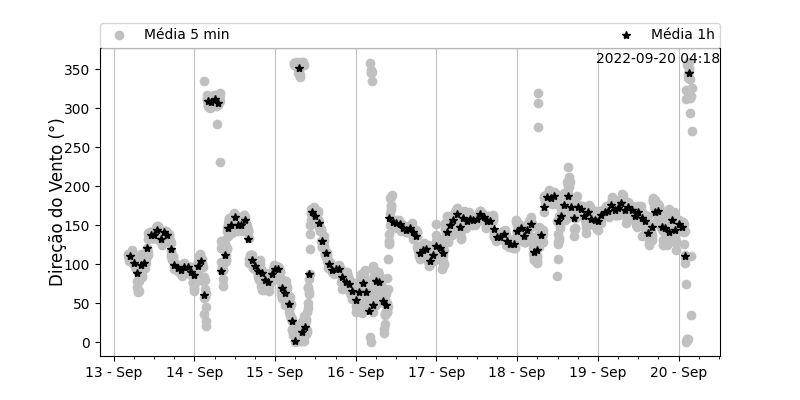 Média 5 min
Média 1h
2022-09-20 04:18
Direção do Vento (°)
350
300
250
200
150
100
50
0
13 - Sep
14 - Sep
15 - Sep
16 - Sep
17 - Sep
18 - Sep
19 - Sep
20 - Sep